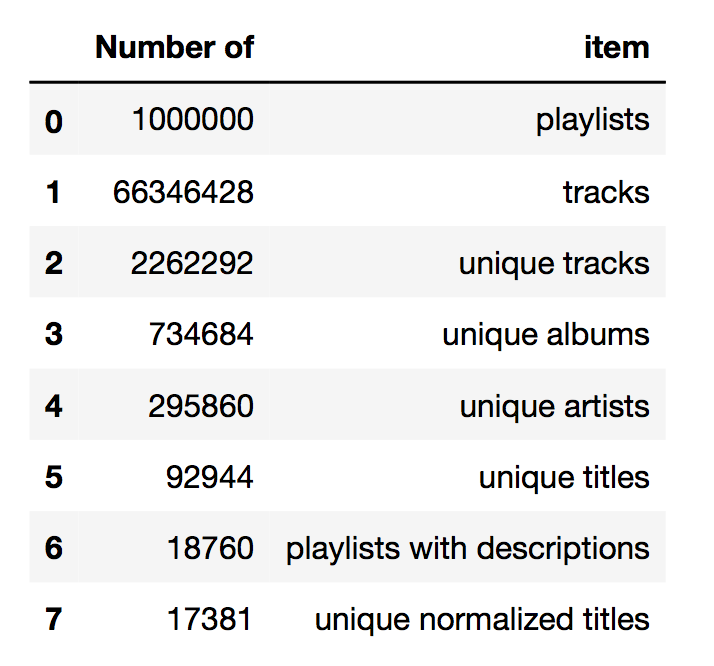 Number of item
0 1000000 playlists
1 66346428 tracks
2 2262292 unique tracks
3 734684 unique albums
4 295860 unique artists
5 92944 unique titles
6 18760 playlists with descriptions
7 17381 unique normalized titles